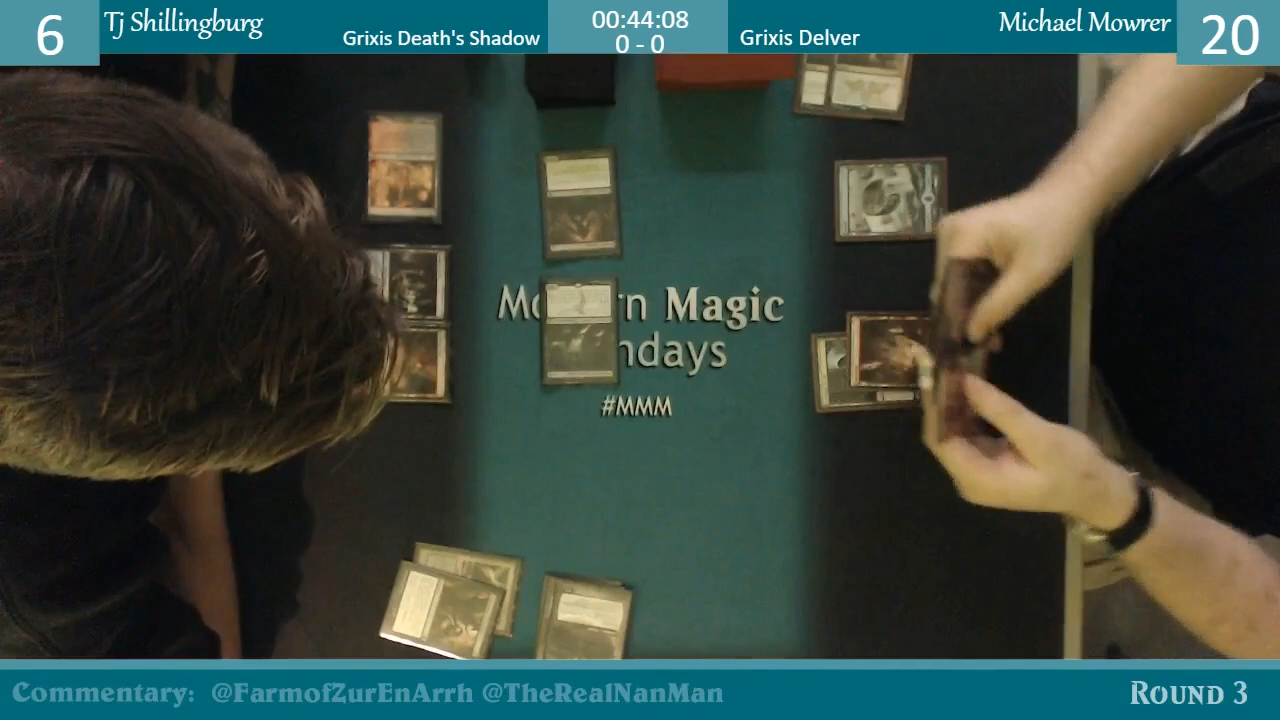 6
Tj Shillingburg
Grixis Death's Shadow
00:44:08
0 - 0
Michael Mowrer
Grixis Delver
20
Magic
#MMM
Commentary: @FarmofZurEnArrh @TheRealNanMan
Round 3